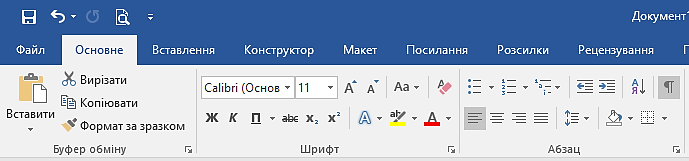 Документ
Файл Основне Вставлення Конструктор Макет Посилання Розсилки Рецензування
Вставити
Вирізати
Копіювати
Формат за зразком
Буфер обміну
Calibri (Основ 11 Aa
Ж К П abc x₂ x² A ab A
Шрифт
А Я ¶
Абзац